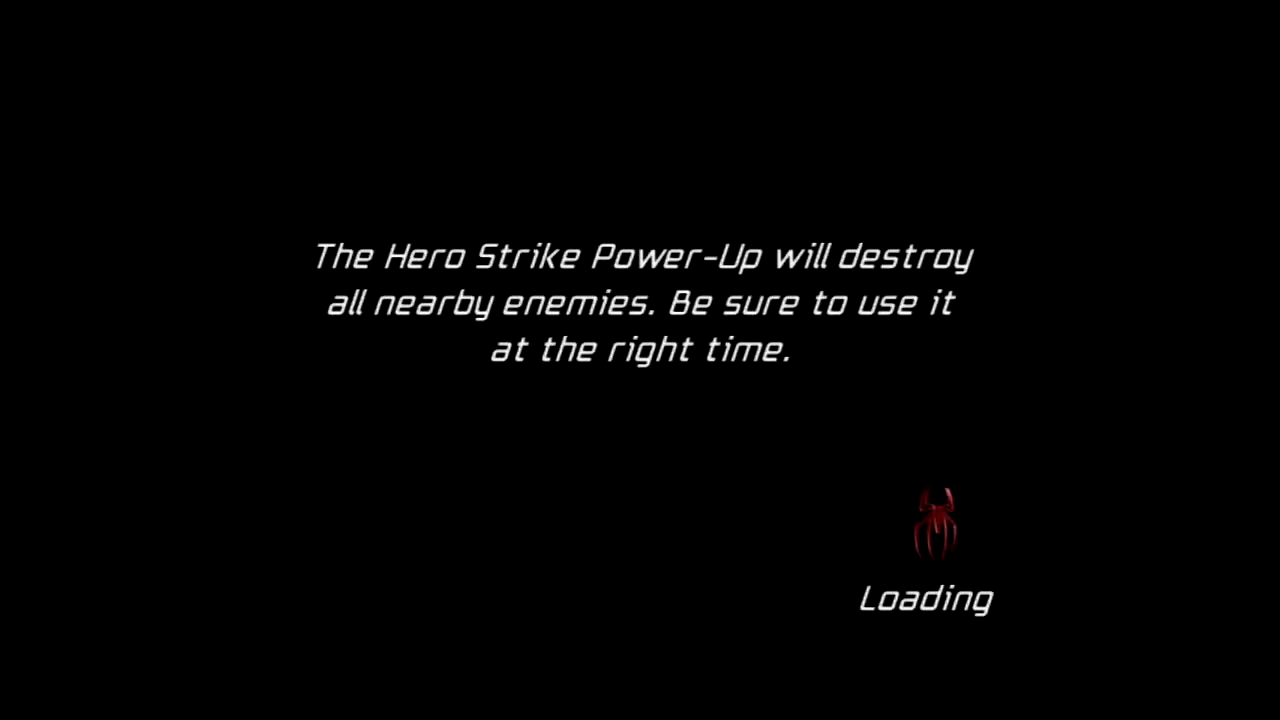 The Hero Strike Power-Up will destroy
all nearby enemies. Be sure to use it
at the right time.
Loading